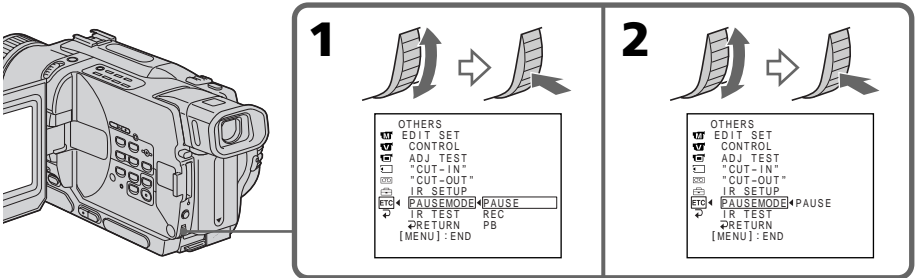 1
OTHERS
EDIT SET
CONTROL
ADJ TEST
"CUT-IN"
"CUT-OUT"
IR SETUP
ETC PAUSEMODE PAUSE
IR TEST REC
RETURN PB
[MENU] : END
2
OTHERS
EDIT SET
CONTROL
ADJ TEST
"CUT-IN"
"CUT-OUT"
IR SETUP
ETC PAUSEMODE PAUSE
IR TEST
RETURN
[MENU] : END